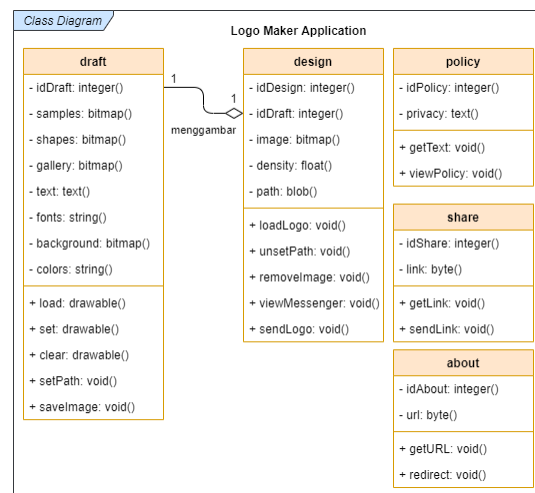 Class Diagram
Logo Maker Application
draft
- idDraft: integer()
- samples: bitmap()
- shapes: bitmap()
- gallery: bitmap()
- text: text()
- fonts: string()
- background: bitmap()
- colors: string()
+ load: drawable()
+ set: drawable()
+ clear: drawable()
+ setPath: void()
+ saveImage: void()
1
1
menggambar
design
- idDesign: integer()
- idDraft: integer()
- image: bitmap()
- density: float()
- path: blob()
+ loadLogo: void()
+ unsetPath: void()
+ removeImage: void()
+ viewMessenger: void()
+ sendLogo: void()
policy
- idPolicy: integer()
- privacy: text()
+ getText: void()
+ viewPolicy: void()
share
- idShare: integer()
- link: byte()
+ getLink: void()
+ sendLink: void()
about
- idAbout: integer()
- url: byte()
+ getURL: void()
+ redirect: void()